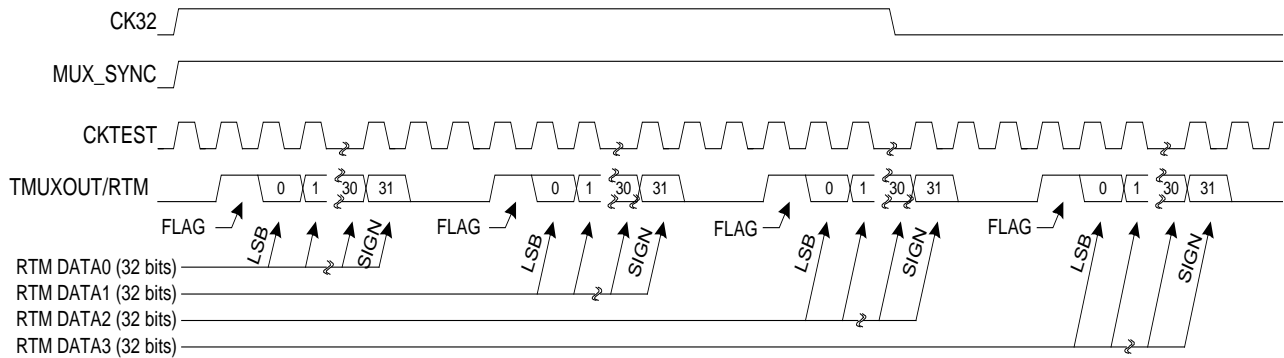 CK32
MUX_SYNC
CKTEST
TMUXOUT/RTM
0 1 30 31 0 1 30 31 0 1 30 31 0 1 30 31
FLAG FLAG FLAG FLAG
LSB SIGN LSB SIGN LSB SIGN LSB SIGN
RTM DATA0 (32 bits)
RTM DATA1 (32 bits)
RTM DATA2 (32 bits)
RTM DATA3 (32 bits)